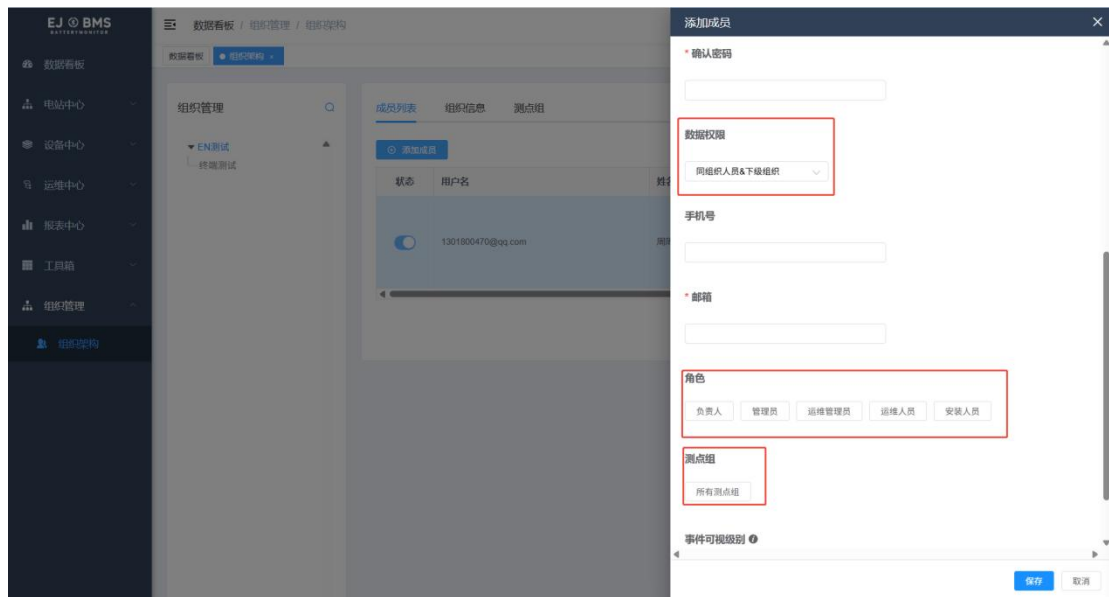 EJ BMS
BATTERYMONITOR
数据看板
电站中心
设备中心
运维中心
报表中心
工具箱
组织管理
组织架构
数据看板 / 组织管理 / 组织架构
数据看板
组织架构 ×
组织管理
EN测试
终端测试
成员列表 组织信息 测点组
添加成员
状态 用户名
1301800470@qq.com
添加成员
* 确认密码
数据权限
同组织人员&下级组织
手机号
* 邮箱
角色
负责人 管理员 运维管理员 运维人员 安装人员
测点组
所有测点组
事件可视级别
保存 取消